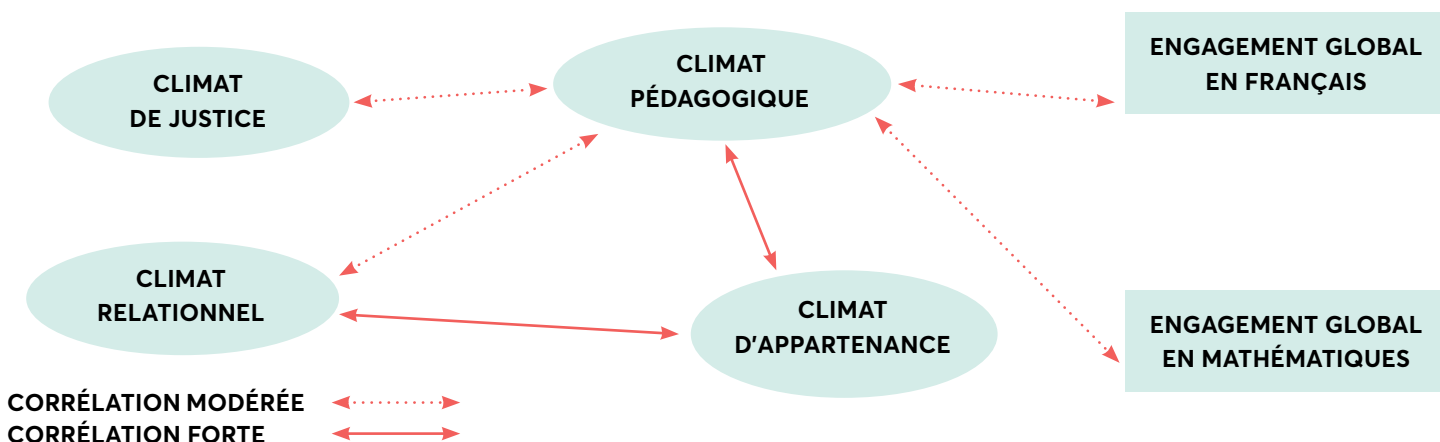 CLIMAT
DE JUSTICE
CLIMAT
PÉDAGOGIQUE
ENGAGEMENT GLOBAL
EN FRANÇAIS
CLIMAT
RELATIONNEL
CLIMAT
D'APPARTENANCE
ENGAGEMENT GLOBAL
EN MATHÉMATIQUES
CORRÉLATION MODÉRÉE
CORRÉLATION FORTE